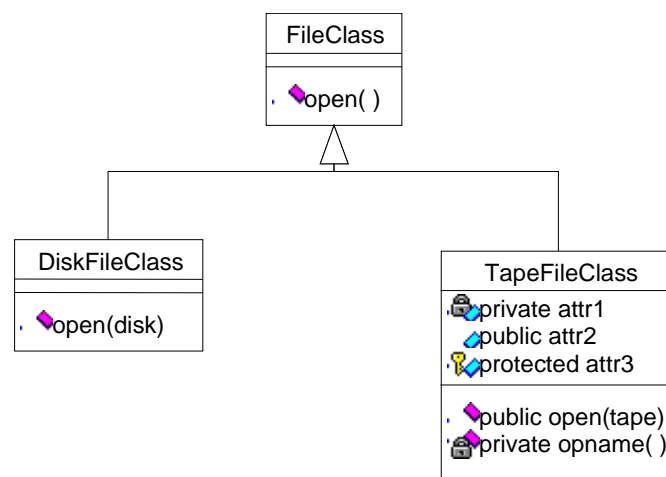 FileClass
open( )
DiskFileClass
open(disk)
TapeFileClass
private attr1
public attr2
protected attr3
public open(tape)
private opname( )